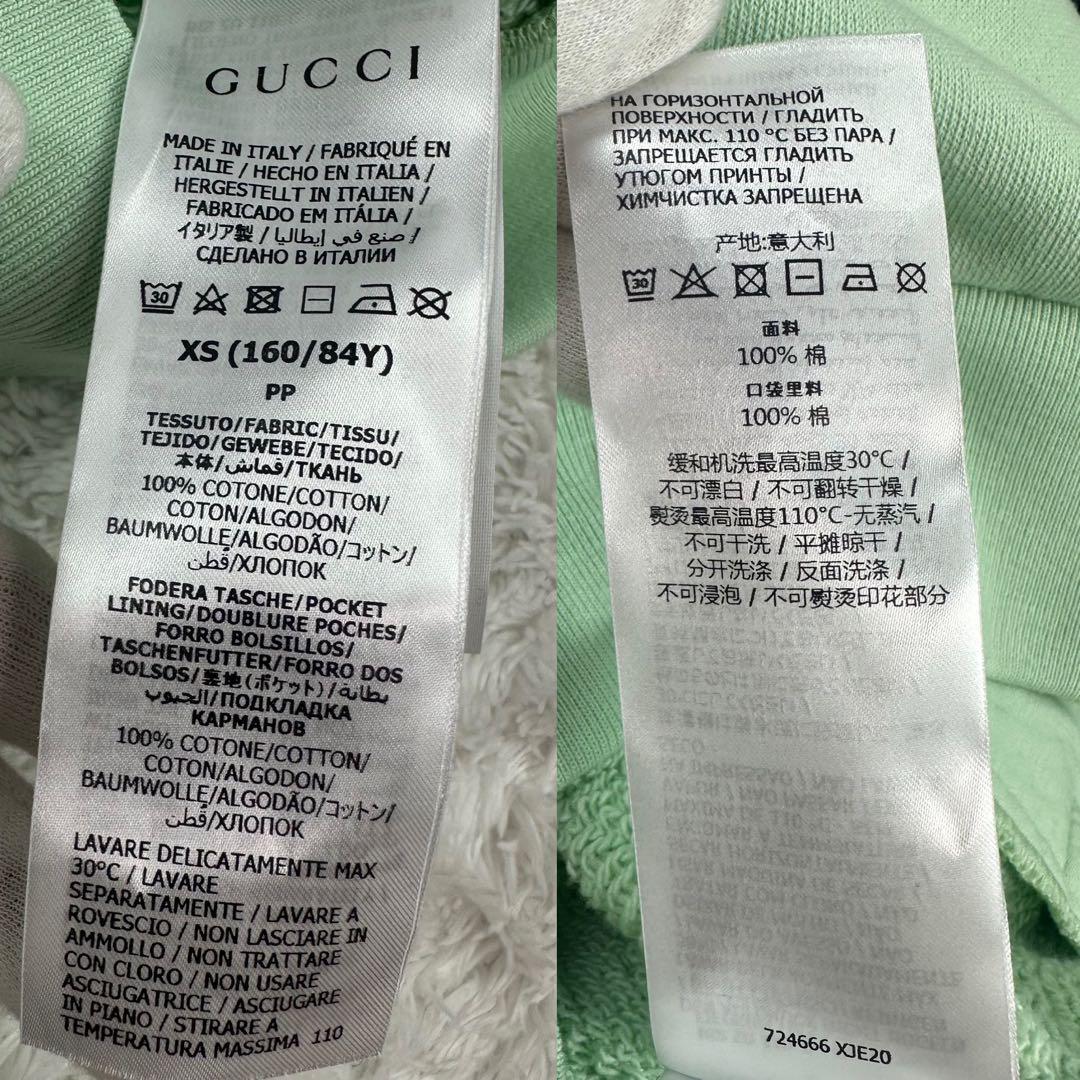 GUCCI
MADE IN ITALY / FABRIQUÉ EN
ITALIE / HECHO EN ITALIA /
HERGESTELLT IN ITALIEN /
FABRICADO EM ITÁLIA /
イタリア製 / صنع في إيطاليا /
СДЕЛАНО В ИТАЛИИ
30
XS (160/84Y)
PP
TESSUTO/FABRIC/TISSU/
TEJIDO/GEWEBE/TECIDO/
本体/قماش/ТКАНЬ
100% COTONE/COTTON/
COTON/ALGODON/
BAUMWOLLE/ALGODÃO/コットン/
قُطن/ХЛОПОК
FODERA TASCHE/POCKET
LINING/DOUBLURE POCHES/
FORRO BOLSILLOS/
TASCHENFUTTER/FORRO DOS
BOLSOS/裏地(ポケット)/بطانة
الجيوب/ПОДКЛАДКА
КАРМАНОВ
100% COTONE/COTTON/
COTON/ALGODON/
BAUMWOLLE/ALGODÃO/コットン/
قُطن/ХЛОПОК
LAVARE DELICATAMENTE MAX
30°C / LAVARE
SEPARATAMENTE / LAVARE A
ROVESCIO / NON LASCIARE IN
AMMOLLO / NON TRATTARE
CON CLORO / NON USARE
ASCIUGATRICE / ASCIUGARE
IN PIANO / STIRARE A
TEMPERATURA MASSIMA 110
НА ГОРИЗОНТАЛЬНОЙ
ПОВЕРХНОСТИ / ГЛАДИТЬ
ПРИ МАКС. 110 °C БЕЗ ПАРА /
ЗАПРЕЩАЕТСЯ ГЛАДИТЬ
УТЮГОМ ПРИНТЫ /
ХИМЧИСТКА ЗАПРЕЩЕНА
产地:意大利
30
面料
100% 棉
口袋里料
100% 棉
缓和机洗最高温度30°C /
不可漂白 / 不可翻转干燥 /
熨烫最高温度110°C-无蒸汽 /
不可干洗 / 平摊晾干 /
分开洗涤 / 反面洗涤 /
不可浸泡 / 不可熨烫印花部分
724666 XJE20